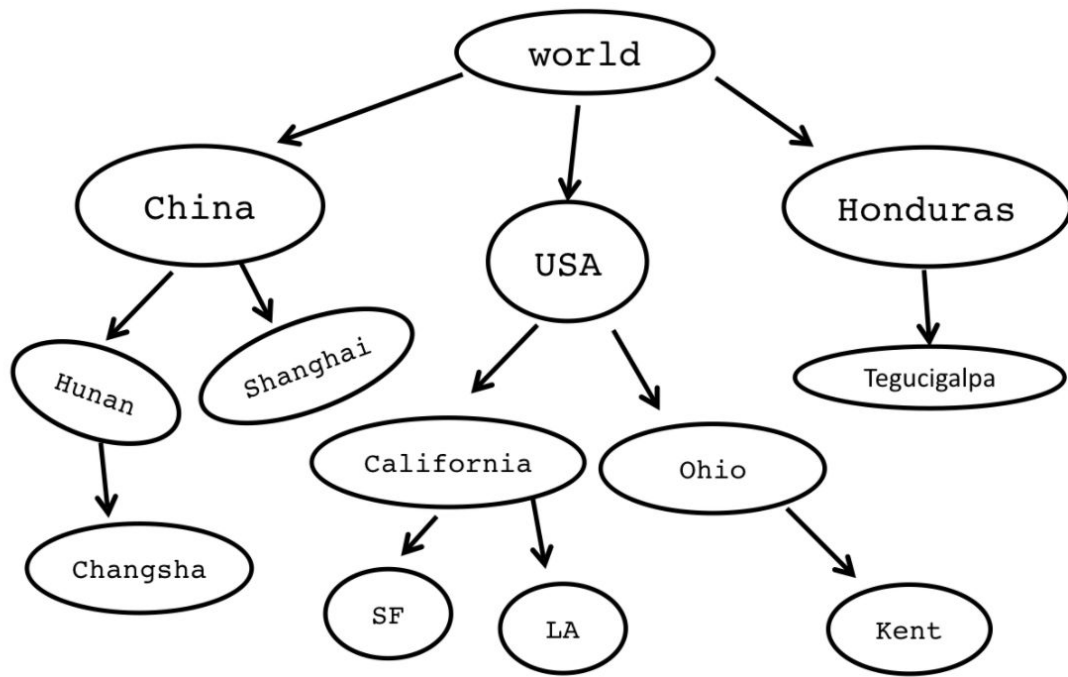 world
China
USA
Honduras
Hunan
Shanghai
Tegucigalpa
California
Ohio
Changsha
SF
LA
Kent